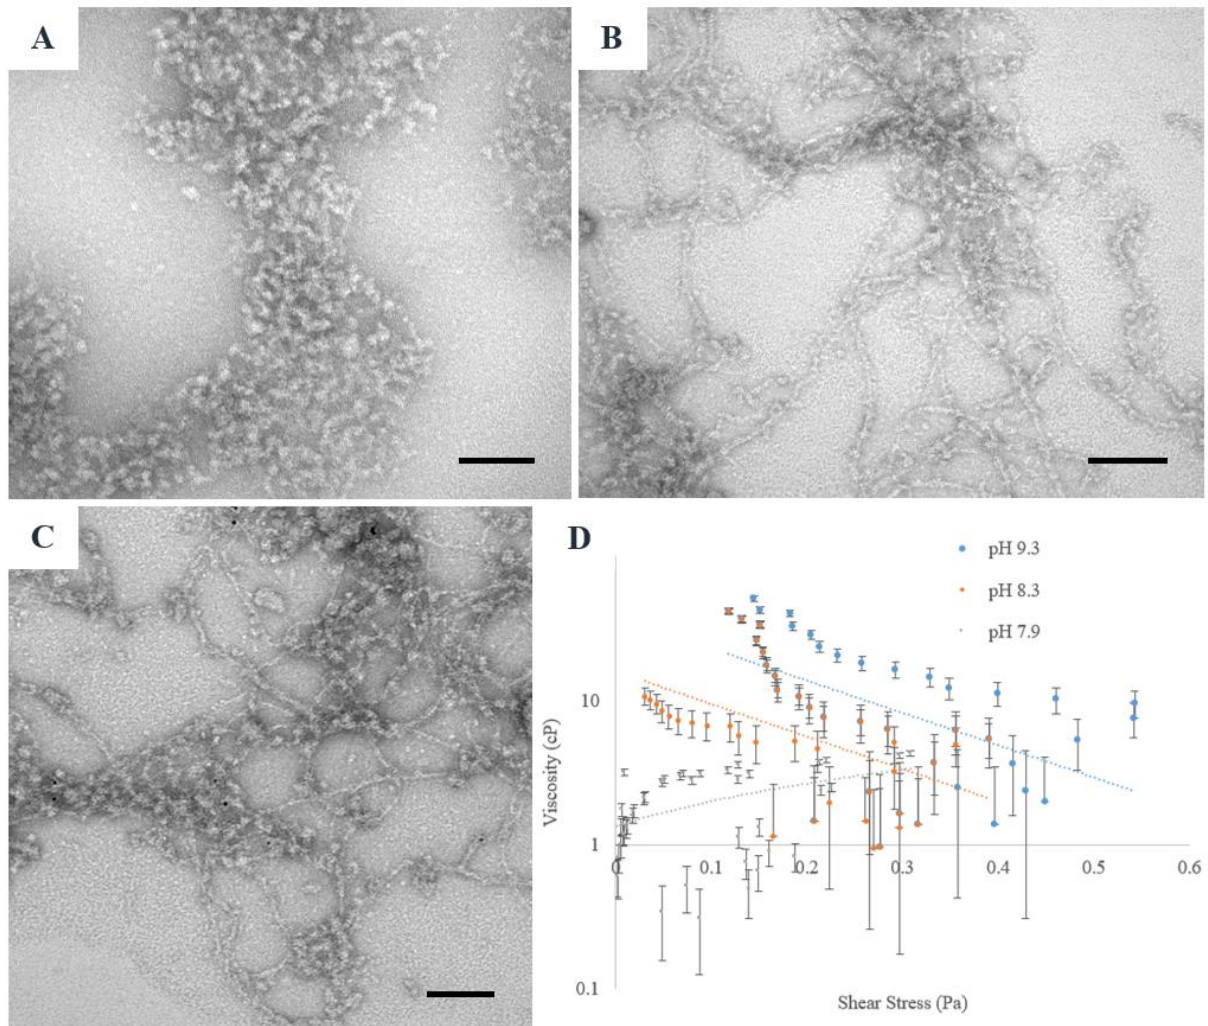 A
B
C
D
pH 9.3
pH 8.3
pH 7.9
10
1
0.1
0
0.1
0.2
0.3
0.4
0.5
0.6
Viscosity (cP)
Shear Stress (Pa)